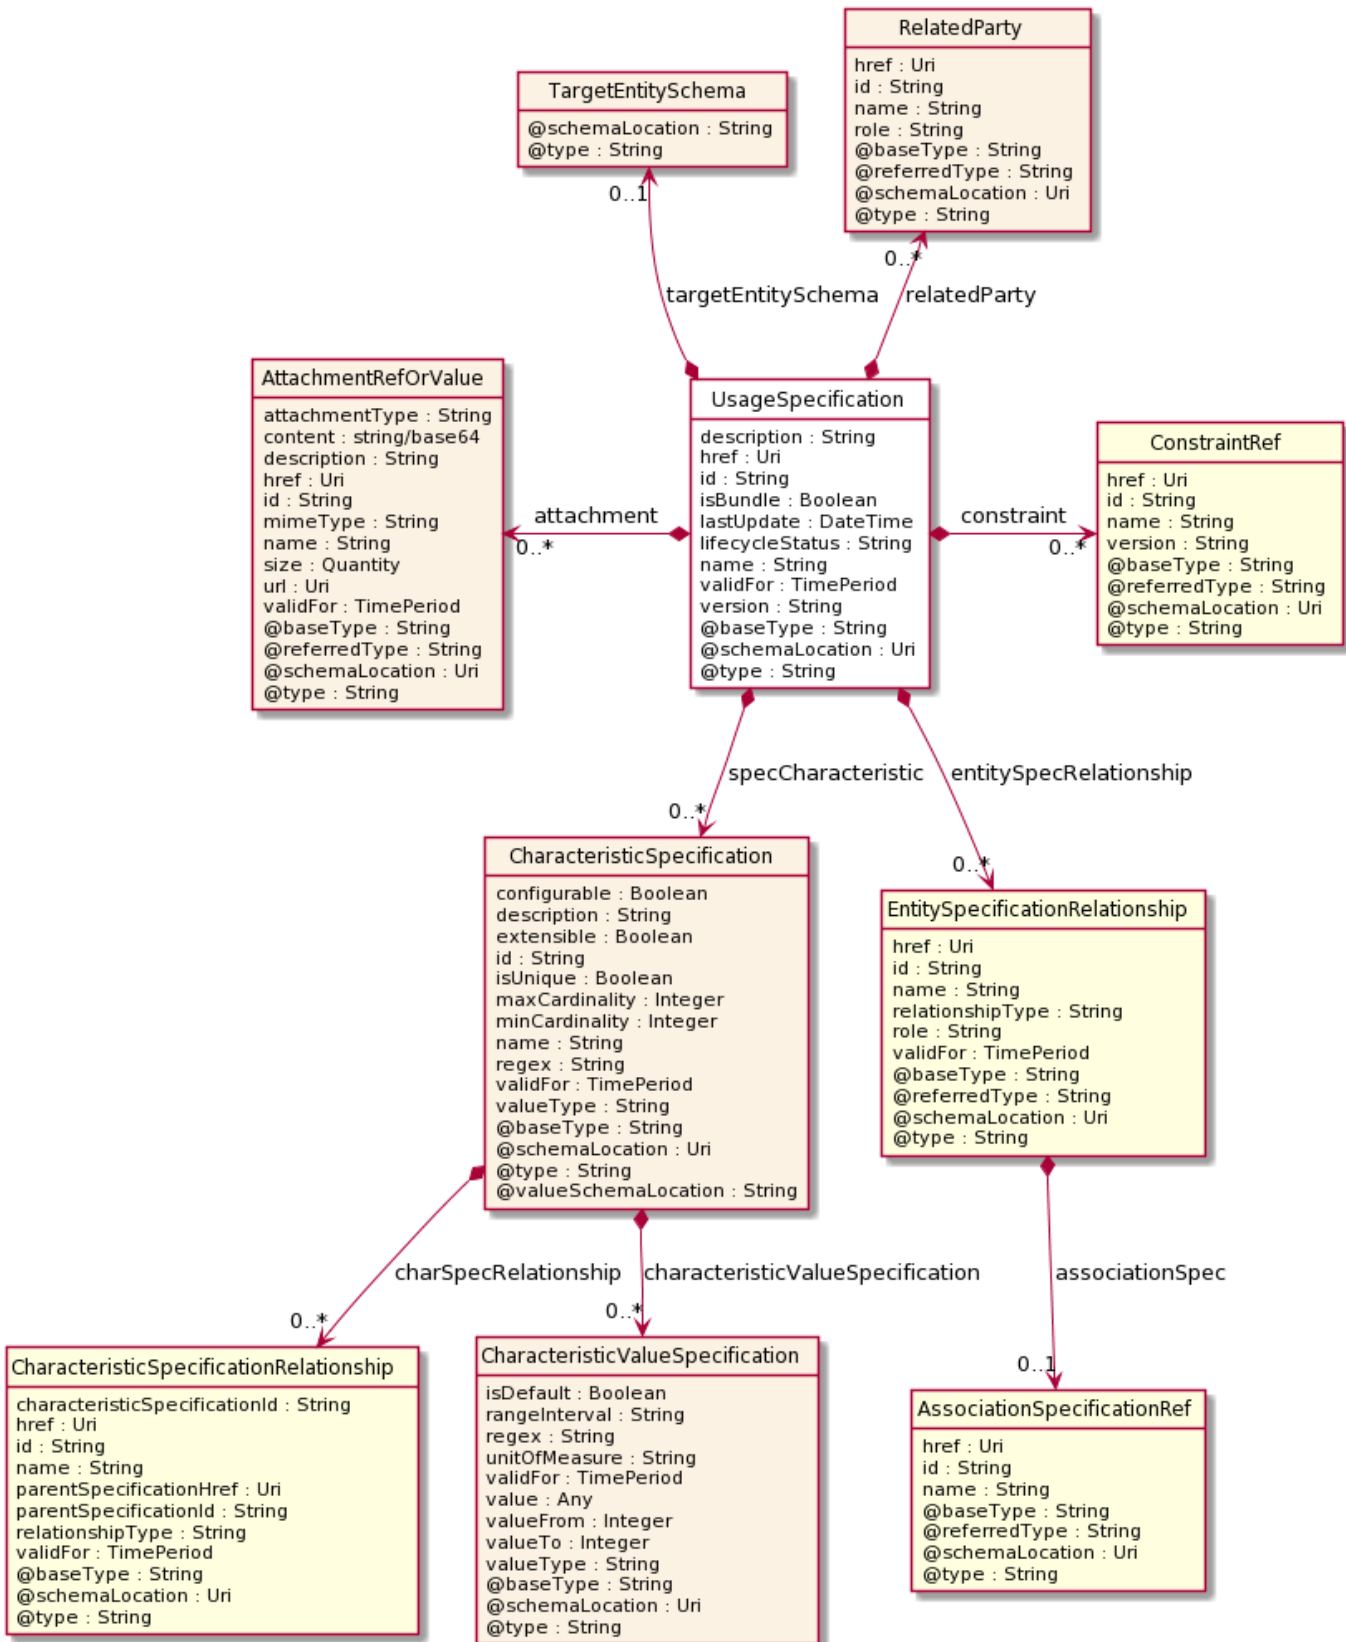 RelatedParty
href : Uri
id : String
name : String
role : String
@baseType : String
@referredType : String
@schemaLocation : Uri
@type : String
TargetEntitySchema
@schemaLocation : String
@type : String
0..1
0..*
targetEntitySchema
relatedParty
AttachmentRefOrValue
attachmentType : String
content : string/base64
description : String
href : Uri
id : String
mimeType : String
name : String
size : Quantity
url : Uri
validFor : TimePeriod
@baseType : String
@referredType : String
@schemaLocation : Uri
@type : String
attachment
0..*
UsageSpecification
description : String
href : Uri
id : String
isBundle : Boolean
lastUpdate : DateTime
lifecycleStatus : String
name : String
validFor : TimePeriod
version : String
@baseType : String
@schemaLocation : Uri
@type : String
constraint
0..*
ConstraintRef
href : Uri
id : String
name : String
version : String
@baseType : String
@referredType : String
@schemaLocation : Uri
@type : String
specCharacteristic
entitySpecRelationship
0..*
0..*
CharacteristicSpecification
configurable : Boolean
description : String
extensible : Boolean
id : String
isUnique : Boolean
maxCardinality : Integer
minCardinality : Integer
name : String
regex : String
validFor : TimePeriod
valueType : String
@baseType : String
@schemaLocation : Uri
@type : String
@valueSchemaLocation : String
EntitySpecificationRelationship
href : Uri
id : String
name : String
relationshipType : String
role : String
validFor : TimePeriod
@baseType : String
@referredType : String
@schemaLocation : Uri
@type : String
charSpecRelationship
characteristicValueSpecification
associationSpec
0..*
0..*
0..1
CharacteristicSpecificationRelationship
characteristicSpecificationId : String
href : Uri
id : String
name : String
parentSpecificationHref : Uri
parentSpecificationId : String
relationshipType : String
validFor : TimePeriod
@baseType : String
@schemaLocation : Uri
@type : String
CharacteristicValueSpecification
isDefault : Boolean
rangeInterval : String
regex : String
unitOfMeasure : String
validFor : TimePeriod
value : Any
valueFrom : Integer
valueTo : Integer
valueType : String
@baseType : String
@schemaLocation : Uri
@type : String
AssociationSpecificationRef
href : Uri
id : String
name : String
@baseType : String
@referredType : String
@schemaLocation : Uri
@type : String